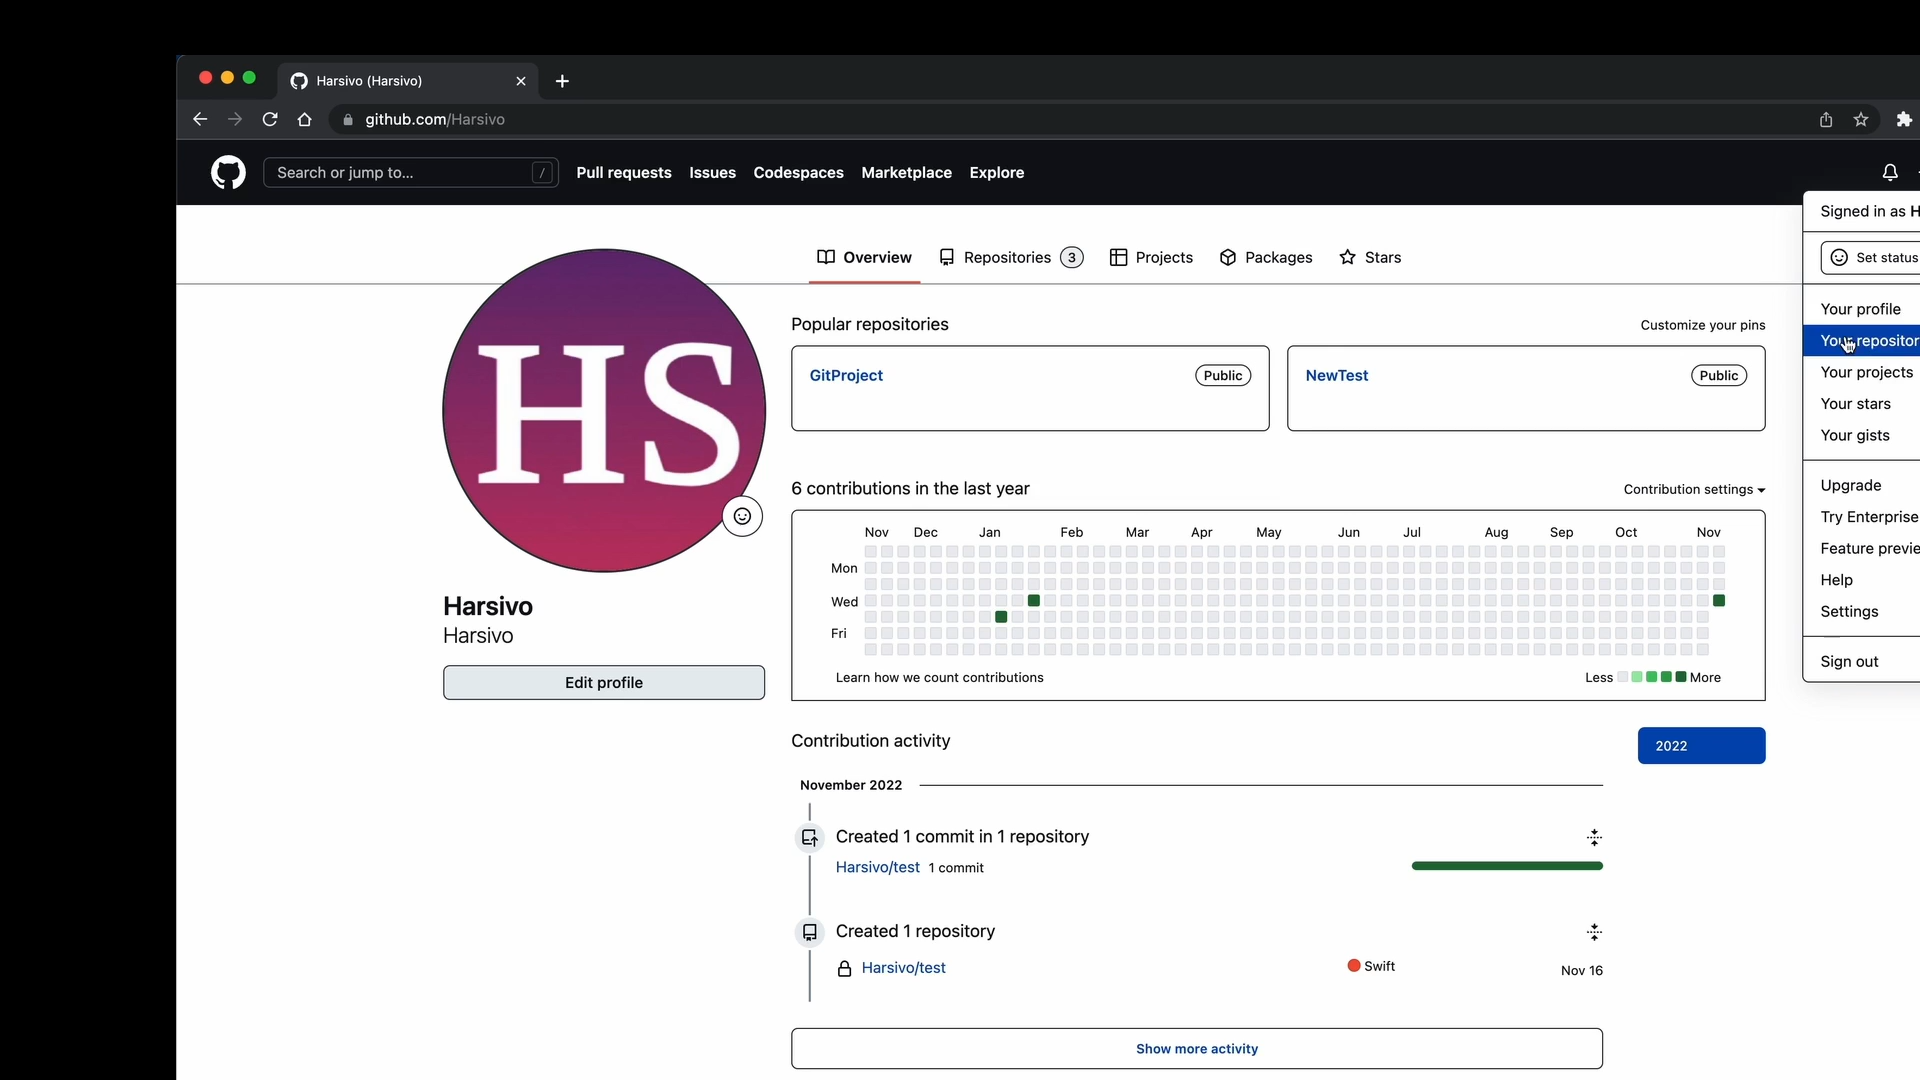 Harsivo (Harsivo)
github.com/Harsivo
Search or jump to... /
Pull requests Issues Codespaces Marketplace Explore
Signed in as H
Set status
Your profile
Your repositor
Your projects
Your stars
Your gists
Upgrade
Try Enterprise
Feature previe
Help
Settings
Sign out
Overview Repositories 3 Projects Packages Stars
HS
Harsivo
Harsivo
Edit profile
Popular repositories Customize your pins
GitProject Public NewTest Public
6 contributions in the last year Contribution settings
Nov Dec Jan Feb Mar Apr May Jun Jul Aug Sep Oct Nov
Mon
Wed
Fri
Learn how we count contributions Less More
Contribution activity 2022
November 2022
Created 1 commit in 1 repository
Harsivo/test 1 commit
Created 1 repository
Harsivo/test Swift Nov 16
Show more activity